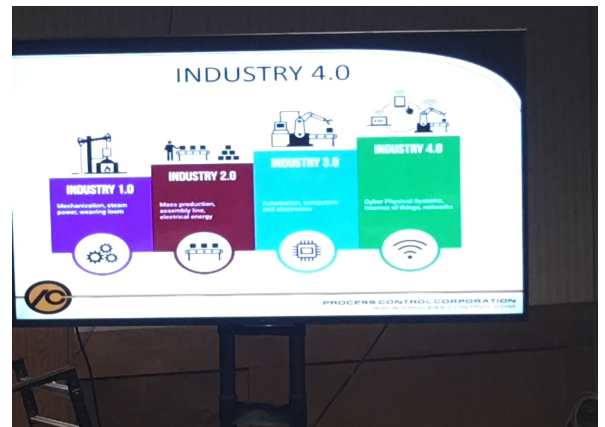 INDUSTRY 4.0
INDUSTRY 1.0
Mechanization, steam
power, weaving loom
INDUSTRY 2.0
Mass production,
assembly line,
electrical energy
INDUSTRY 3.0
Automation, computers
and electronics
INDUSTRY 4.0
Cyber Physical Systems,
internet of things, networks
PROCESS CONTROL CORPORATION